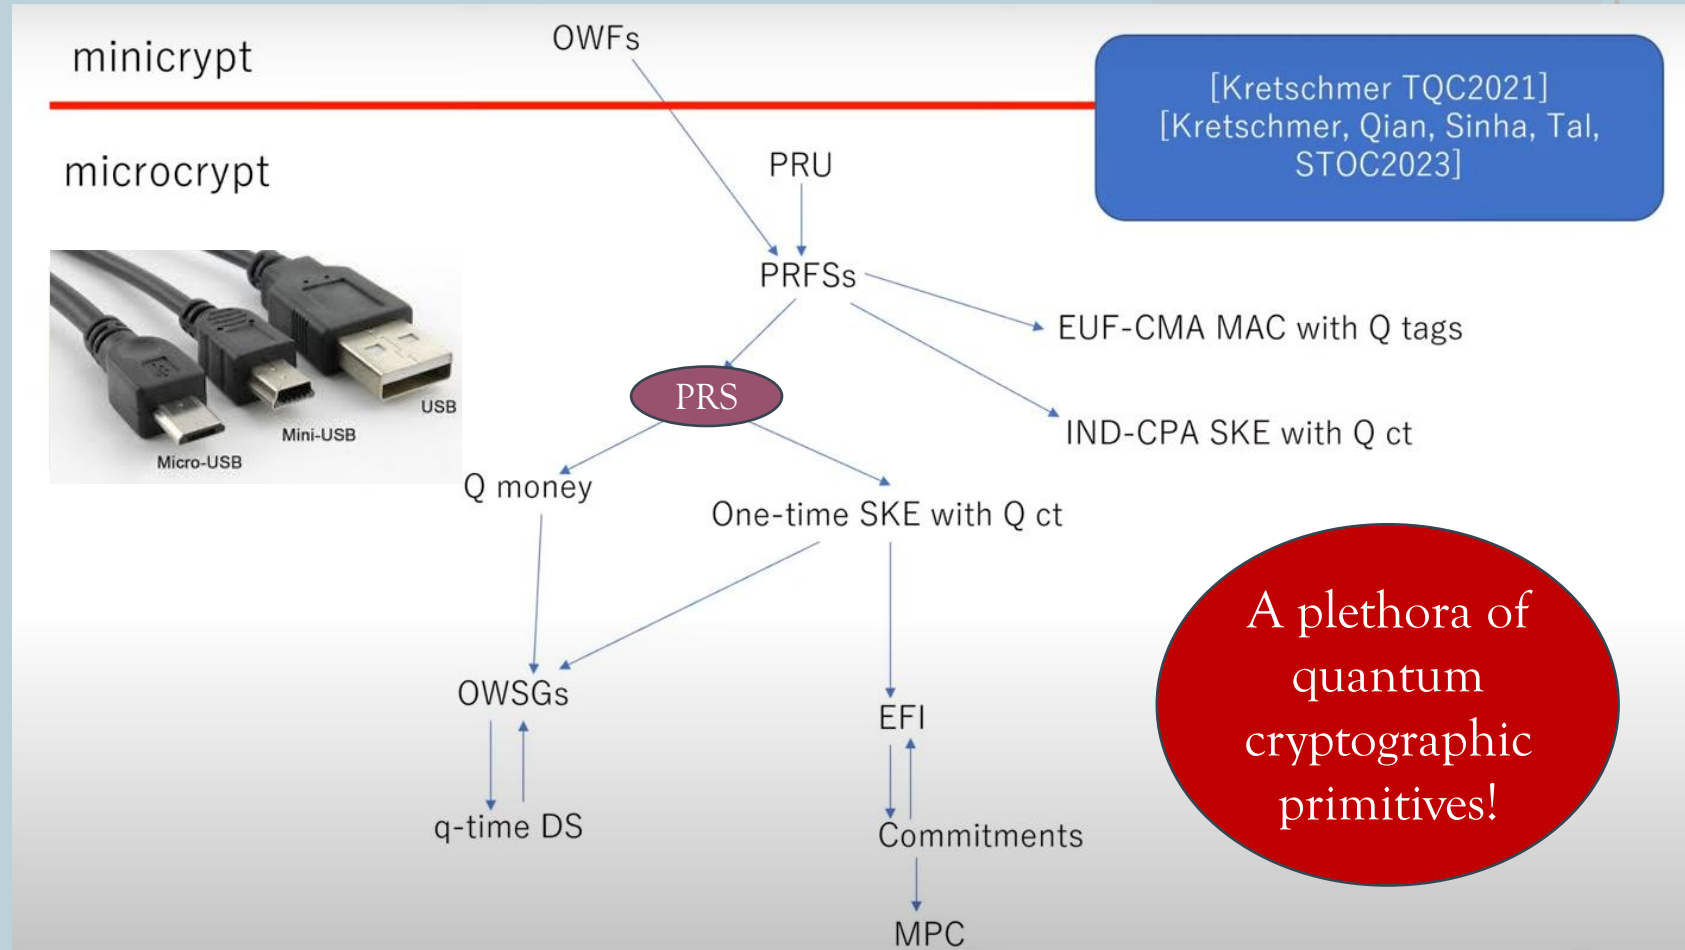 minicrypt
OWFs
[Kretschmer TQC2021]
[Kretschmer, Qian, Sinha, Tal,
STOC2023]
microcrypt
PRU
PRFSs
EUF-CMA MAC with Q tags
PRS
IND-CPA SKE with Q ct
USB
Mini-USB
Micro-USB
Q money
One-time SKE with Q ct
A plethora of
quantum
cryptographic
primitives!
OWSGs
EFI
q-time DS
Commitments
MPC